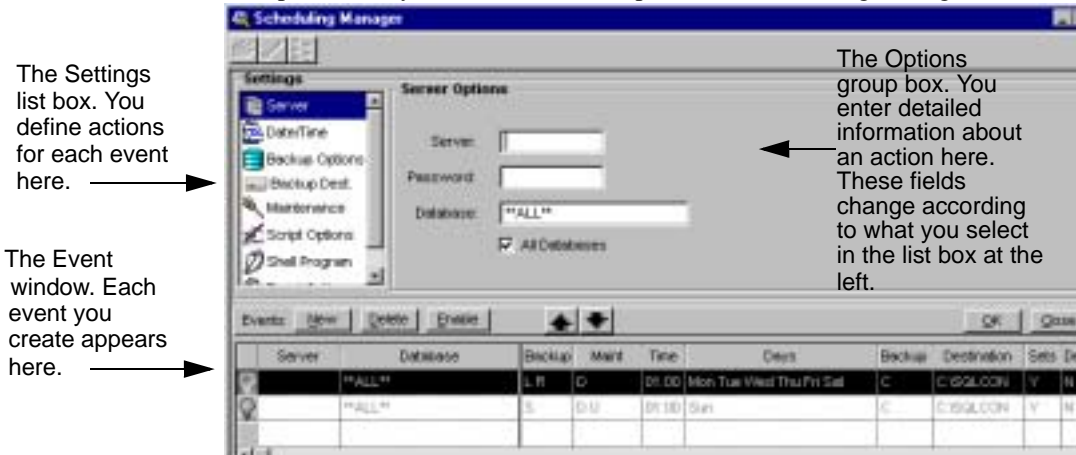 Scheduling Manager
The Settings
list box. You
define actions
for each event
here.
The Event
window. Each
event you
create appears
here.
Settings
Server
Date/Time
Backup Options
Backup Dest.
Maintenance
Script Options
Shell Program
Server Options
Server:
Password:
Database: **ALL**
All Databases
The Options
group box. You
enter detailed
information about
an action here.
These fields
change according
to what you select
in the list box at the
left.
Events: New Delete Enable OK Close
Server Database Backup Maint Time Days Backup Destination Sets
**ALL** L R D 01:00 Mon Tue Wed Thu Fri Sat C C:\SQLCON Y N
**ALL** S D U 01:00 Sun C C:\SQLCON Y N